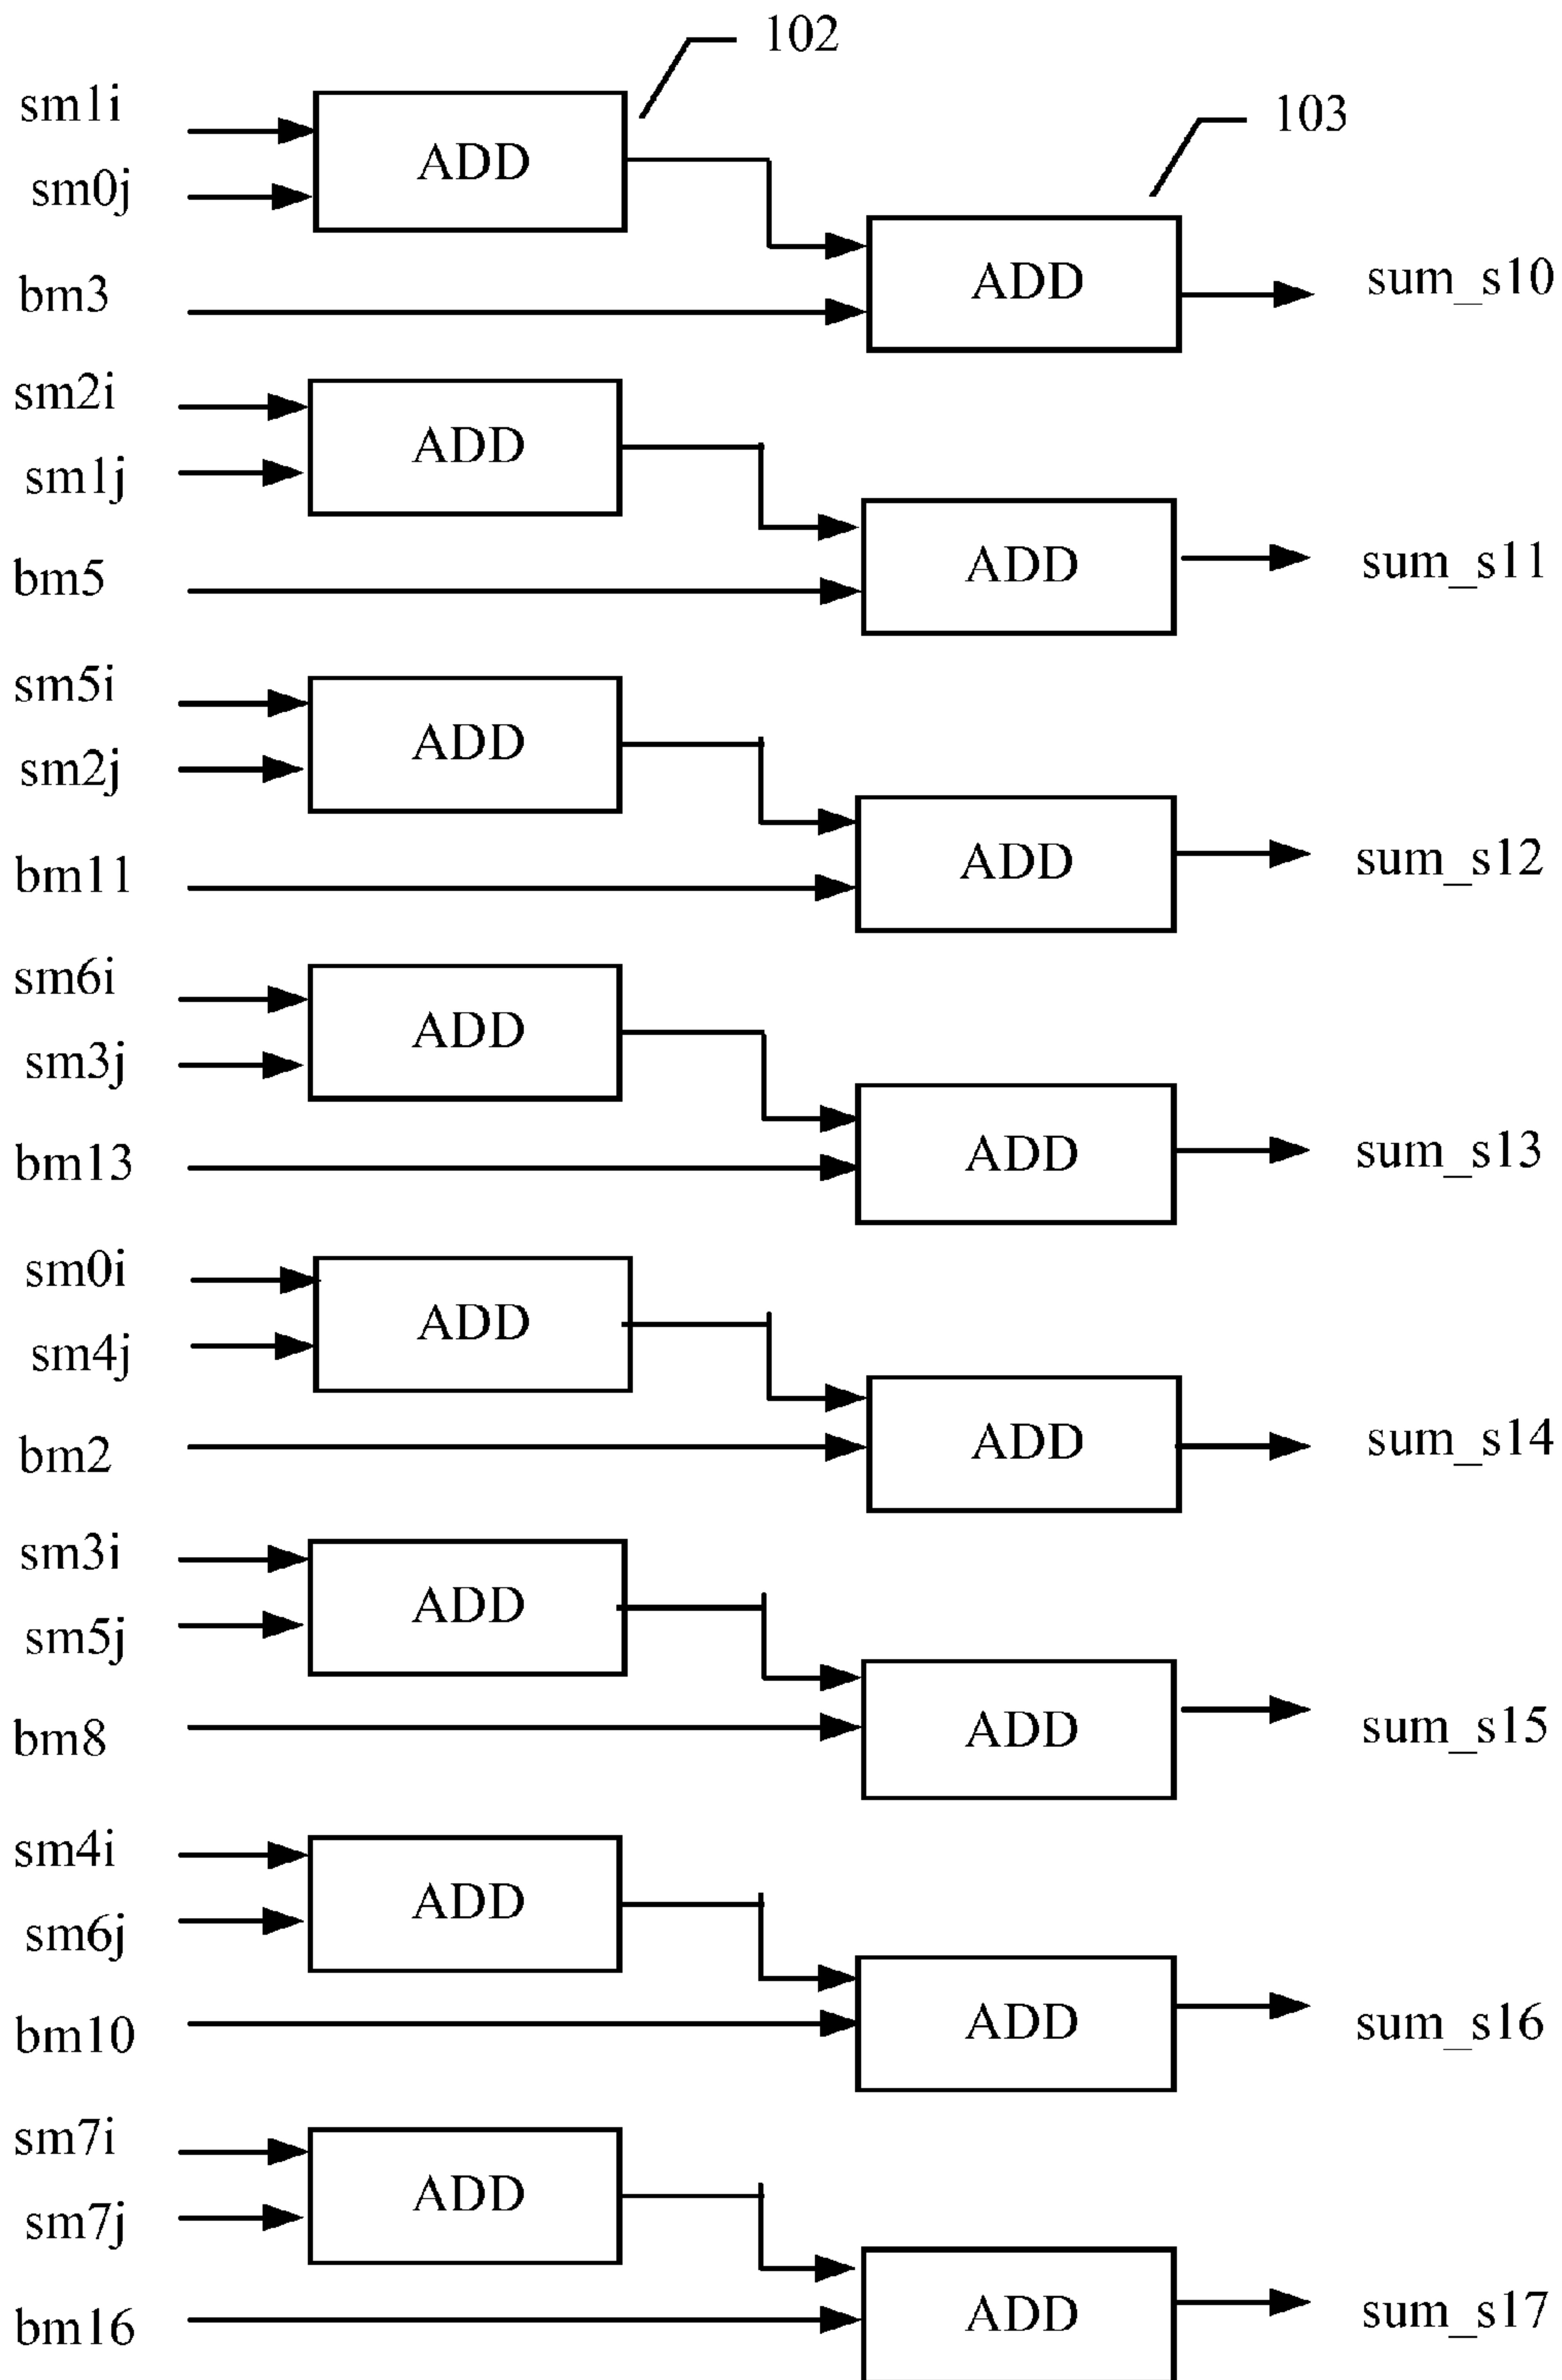 102
sm1i
ADD
103
sm0j
ADD
sum_s10
bm3
sm2i
ADD
sm1j
ADD
sum_s11
bm5
sm5i
ADD
sm2j
ADD
sum_s12
bm11
sm6i
ADD
sm3j
ADD
sum_s13
bm13
sm0i
ADD
sm4j
ADD
sum_s14
bm2
sm3i
ADD
sm5j
ADD
sum_s15
bm8
sm4i
ADD
sm6j
ADD
sum_s16
bm10
sm7i
ADD
sm7j
ADD
sum_s17
bm16